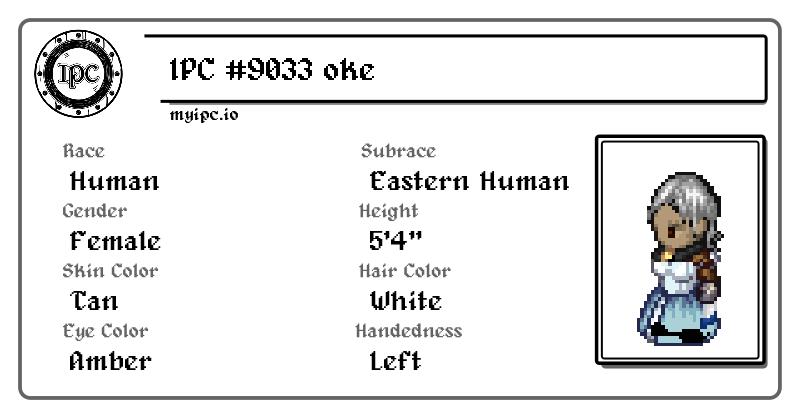 IPC
IPC #9033 oke
myipc.io
Race
Human
Subrace
Eastern Human
Gender
Female
Height
5'4"
Skin Color
Tan
Hair Color
White
Eye Color
Amber
Handedness
Left